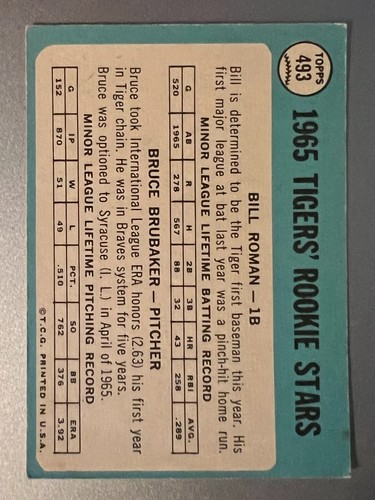 TOPPS
493
1965 TIGERS' ROOKIE STARS
BILL ROMAN — 1B
Bill is determined to be the Tiger first baseman this year. His
first major league at bat last year was a pinch-hit home run.
MINOR LEAGUE LIFETIME BATTING RECORD
G AB R H 2B 3B HR RBI AVG.
520 1965 278 567 88 32 43 258 .289
BRUCE BRUBAKER — PITCHER
Bruce took International League ERA honors (2.63) his first year
in Tiger chain. He was in Braves system for five years.
Bruce was optioned to Syracuse (I. L.) in April of 1965.
MINOR LEAGUE LIFETIME PITCHING RECORD
G IP W L PCT. SO BB ERA
152 870 51 49 .510 762 376 3.92
©T.C.G. PRINTED IN U.S.A.